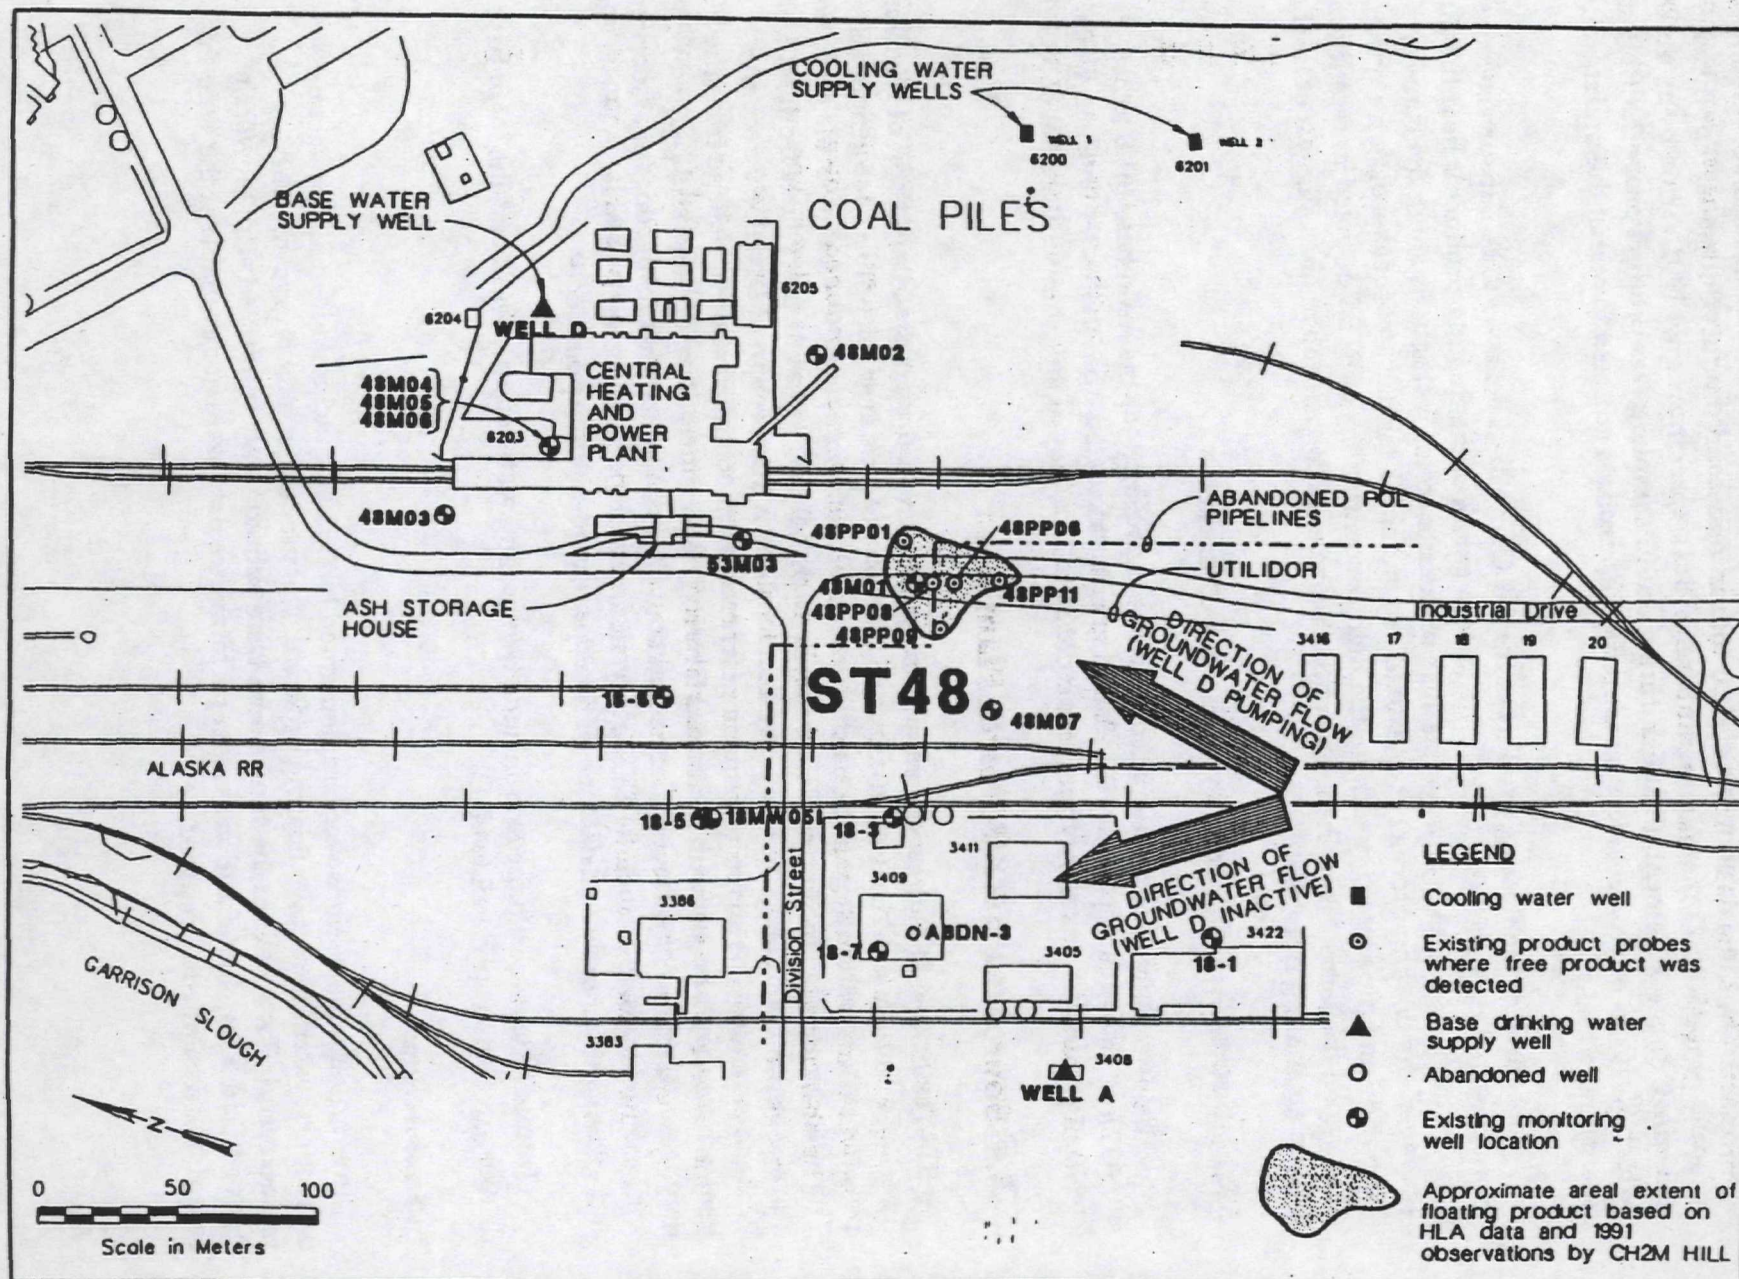 COOLING WATER
SUPPLY WELLS
WELL 1
6200
WELL 2
6201
BASE WATER
SUPPLY WELL
COAL PILES
6205
6204
WELL D
48M02
CENTRAL
HEATING
AND
POWER
PLANT
48M04
48M05
48M06
6203
48M03
53M03
ASH STORAGE
HOUSE
48PP01
48PP06
48M01
48PP08
48PP11
48PP09
ABANDONED POL
PIPELINES
UTILIDOR
Industrial Drive
3416
17
18
19
20
DIRECTION OF
GROUNDWATER FLOW
(WELL D PUMPING)
ST48
18-6
48M07
ALASKA RR
18-5
18MW05L
18-3
3411
3409
3386
Division Street
ABDN-3
18-7
3405
DIRECTION OF
GROUNDWATER FLOW
(WELL D INACTIVE)
3422
18-1
GARRISON SLOUGH
3383
3408
WELL A
N
0 50 100
Scale in Meters
LEGEND
Cooling water well
Existing product probes
where free product was
detected
Base drinking water
supply well
Abandoned well
Existing monitoring
well location
Approximate areal extent of
floating product based on
HLA data and 1991
observations by CH2M HILL